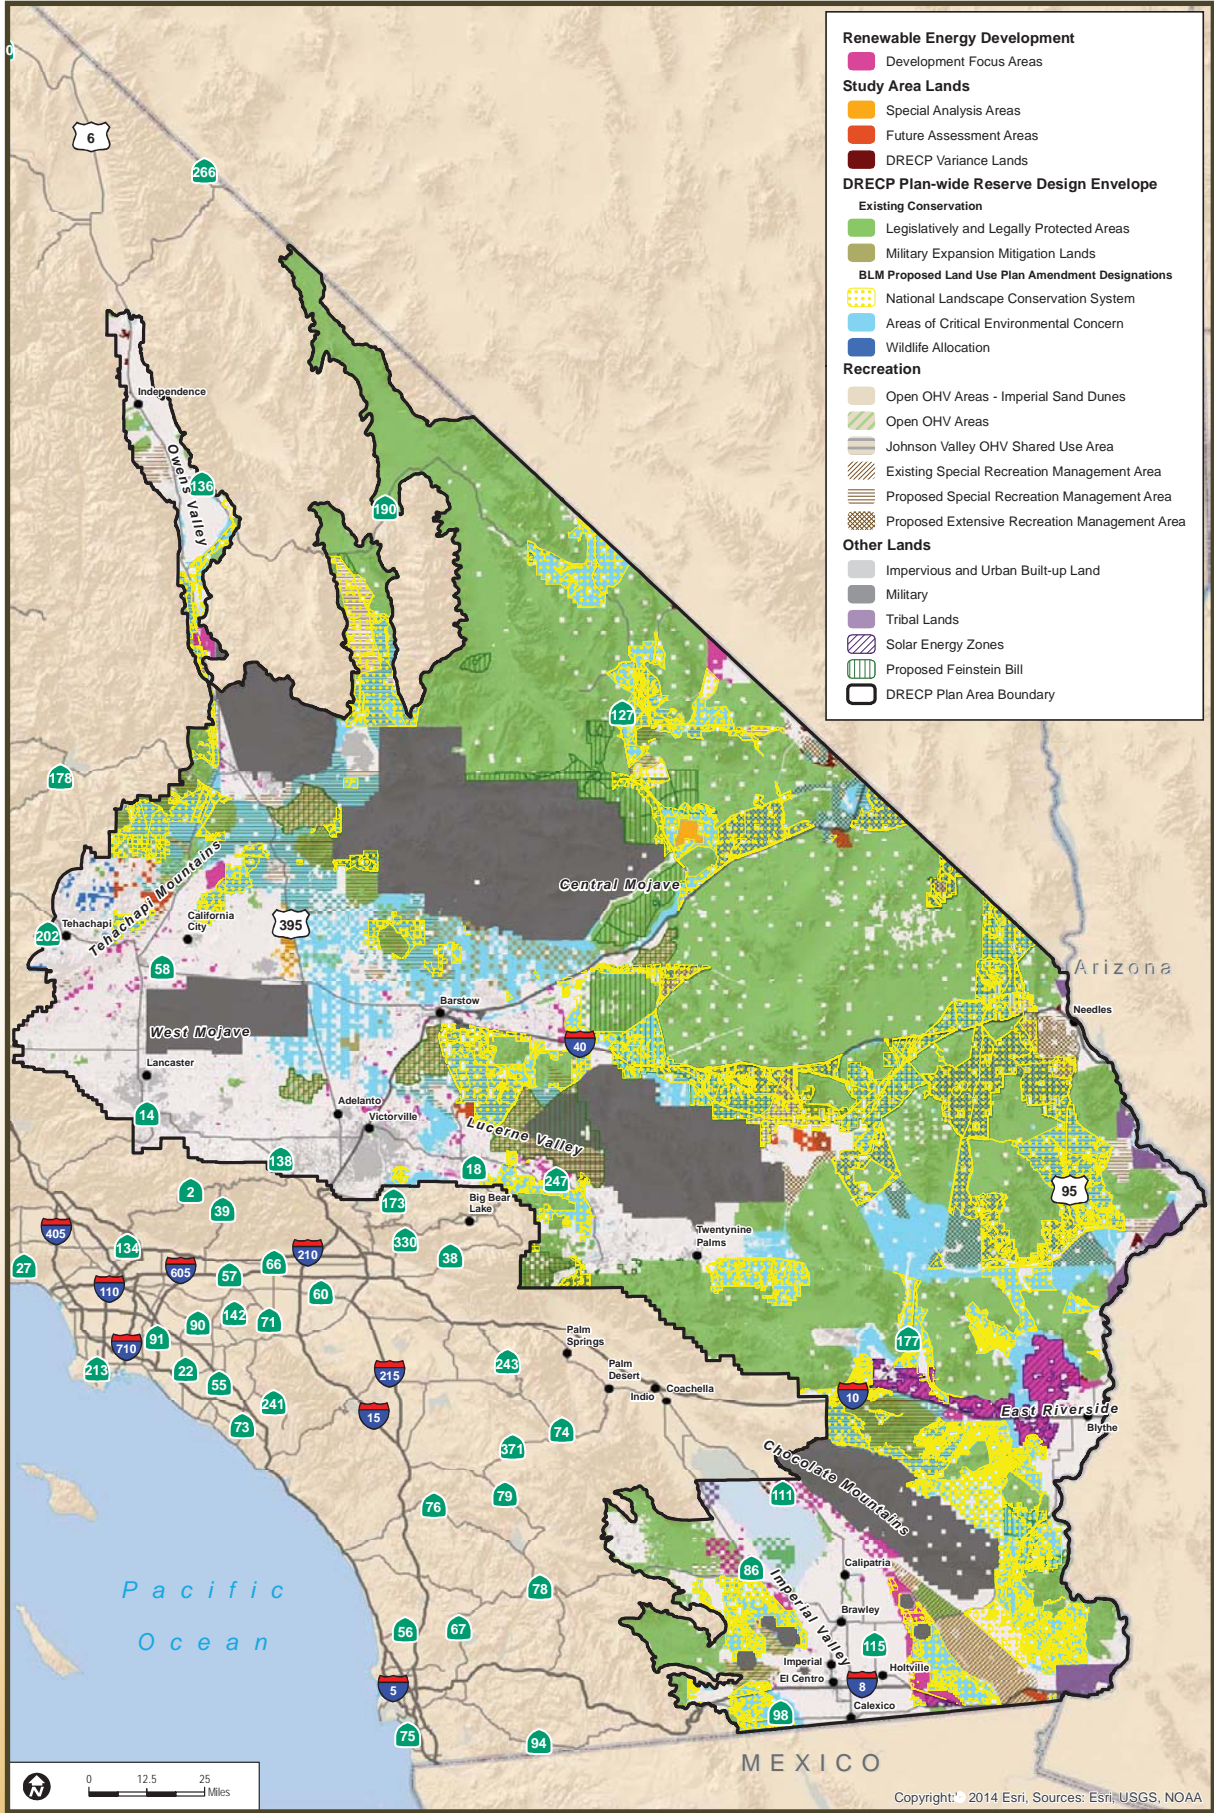 Renewable Energy Development
Development Focus Areas
Study Area Lands
Special Analysis Areas
Future Assessment Areas
DRECP Variance Lands
DRECP Plan-wide Reserve Design Envelope
Existing Conservation
Legislatively and Legally Protected Areas
Military Expansion Mitigation Lands
BLM Proposed Land Use Plan Amendment Designations
National Landscape Conservation System
Areas of Critical Environmental Concern
Wildlife Allocation
Recreation
Open OHV Areas - Imperial Sand Dunes
Open OHV Areas
Johnson Valley OHV Shared Use Area
Existing Special Recreation Management Area
Proposed Special Recreation Management Area
Proposed Extensive Recreation Management Area
Other Lands
Impervious and Urban Built-up Land
Military
Tribal Lands
Solar Energy Zones
Proposed Feinstein Bill
DRECP Plan Area Boundary
0
6
266
Independence
Owens Valley
136
190
127
178
Tehachapi Mountains
Central Mojave
California
City
395
Tehachapi
202
58
Arizona
Barstow
Needles
West Mojave
40
Lancaster
Adelanto
14
Victorville
Lucerne Valley
138
18
247
95
2
173
Big Bear
Lake
39
405
Twentynine
Palms
134
210
330
38
27
605
57
66
110
60
142
71
90
91
710
Palm
Springs
177
213
22
55
215
243
Palm
Desert
Coachella
Indio
10
241
15
East Riverside
73
74
Blythe
371
Chocolate Mountains
79
76
111
86
Calipatria
Pacific
78
Imperial Valley
Brawley
56
67
115
Ocean
Imperial
Holtville
El Centro
5
8
Calexico
98
75
94
MEXICO
0 12.5 25
Miles
N
Copyright:© 2014 Esri, Sources: Esri, USGS, NOAA